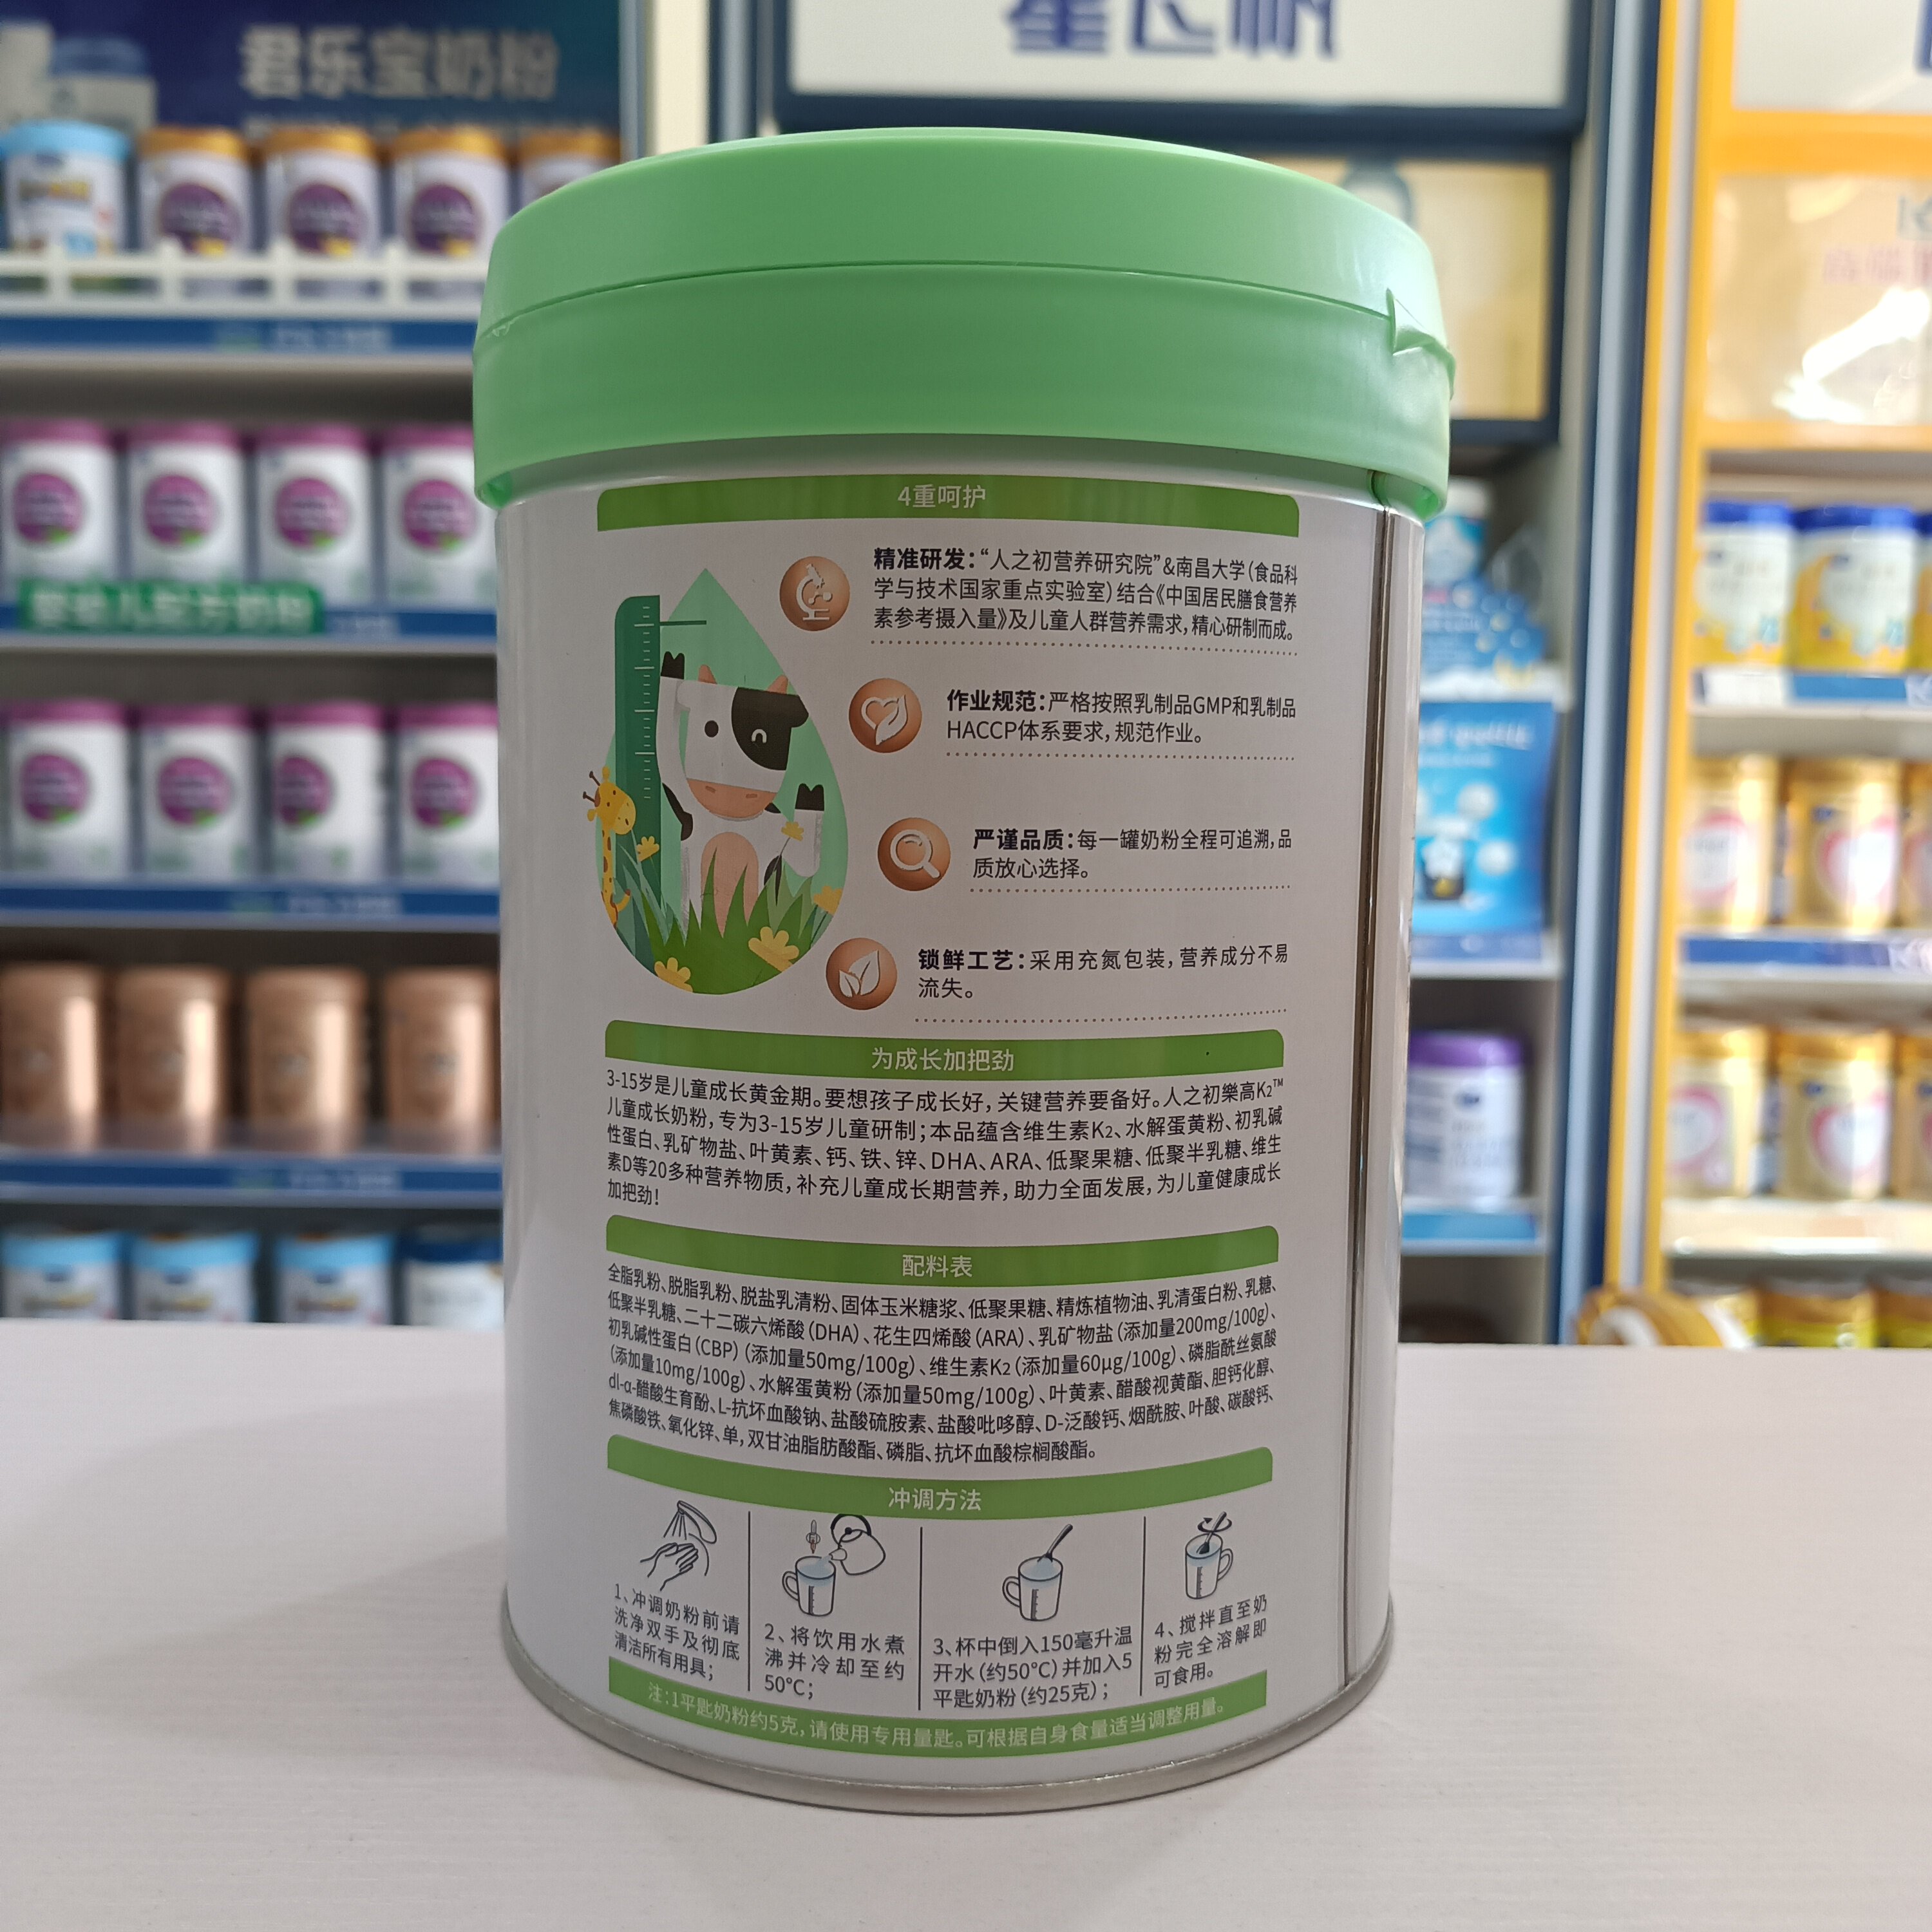 君乐宝奶粉
星飞帆
4重呵护
精准研发：“人之初营养研究院”&南昌大学（食品科
学与技术国家重点实验室）结合《中国居民膳食营养
素参考摄入量》及儿童人群营养需求，精心研制而成。
作业规范：严格按照乳制品GMP和乳制品
HACCP体系要求，规范作业。
严谨品质：每一罐奶粉全程可追溯，品
质放心选择。
锁鲜工艺：采用充氮包装，营养成分不易
流失。
为成长加把劲
3-15岁是儿童成长黄金期。要想孩子成长好，关键营养要备好。人之初樂高K₂™
儿童成长奶粉，专为3-15岁儿童研制；本品蕴含维生素K₂、水解蛋黄粉、初乳碱
性蛋白、乳矿物盐、叶黄素、钙、铁、锌、DHA、ARA、低聚果糖、低聚半乳糖、维生
素D等20多种营养物质，补充儿童成长期营养，助力全面发展，为儿童健康成长
加把劲！
配料表
全脂乳粉、脱脂乳粉、脱盐乳清粉、固体玉米糖浆、低聚果糖、精炼植物油、乳清蛋白粉、乳糖、
低聚半乳糖、二十二碳六烯酸（DHA）、花生四烯酸（ARA）、乳矿物盐（添加量200mg/100g）、
初乳碱性蛋白（CBP）（添加量50mg/100g）、维生素K₂（添加量60μg/100g）、磷脂酰丝氨酸
（添加量10mg/100g）、水解蛋黄粉（添加量50mg/100g）、叶黄素、醋酸视黄酯、胆钙化醇、
dl-α-醋酸生育酚、L-抗坏血酸钠、盐酸硫胺素、盐酸吡哆醇、D-泛酸钙、烟酰胺、叶酸、碳酸钙、
焦磷酸铁、氧化锌、单，双甘油脂肪酸酯、磷脂、抗坏血酸棕榈酸酯。
冲调方法
1、冲调奶粉前请
洗净双手及彻底
清洁所有用具；
2、将饮用水煮
沸并冷却至约
50℃；
3、杯中倒入150毫升温
开水（约50℃）并加入5
平匙奶粉（约25克）；
4、搅拌直至奶
粉完全溶解即
可食用。
注：1平匙奶粉约5克，请使用专用量匙。可根据自身食量适当调整用量。